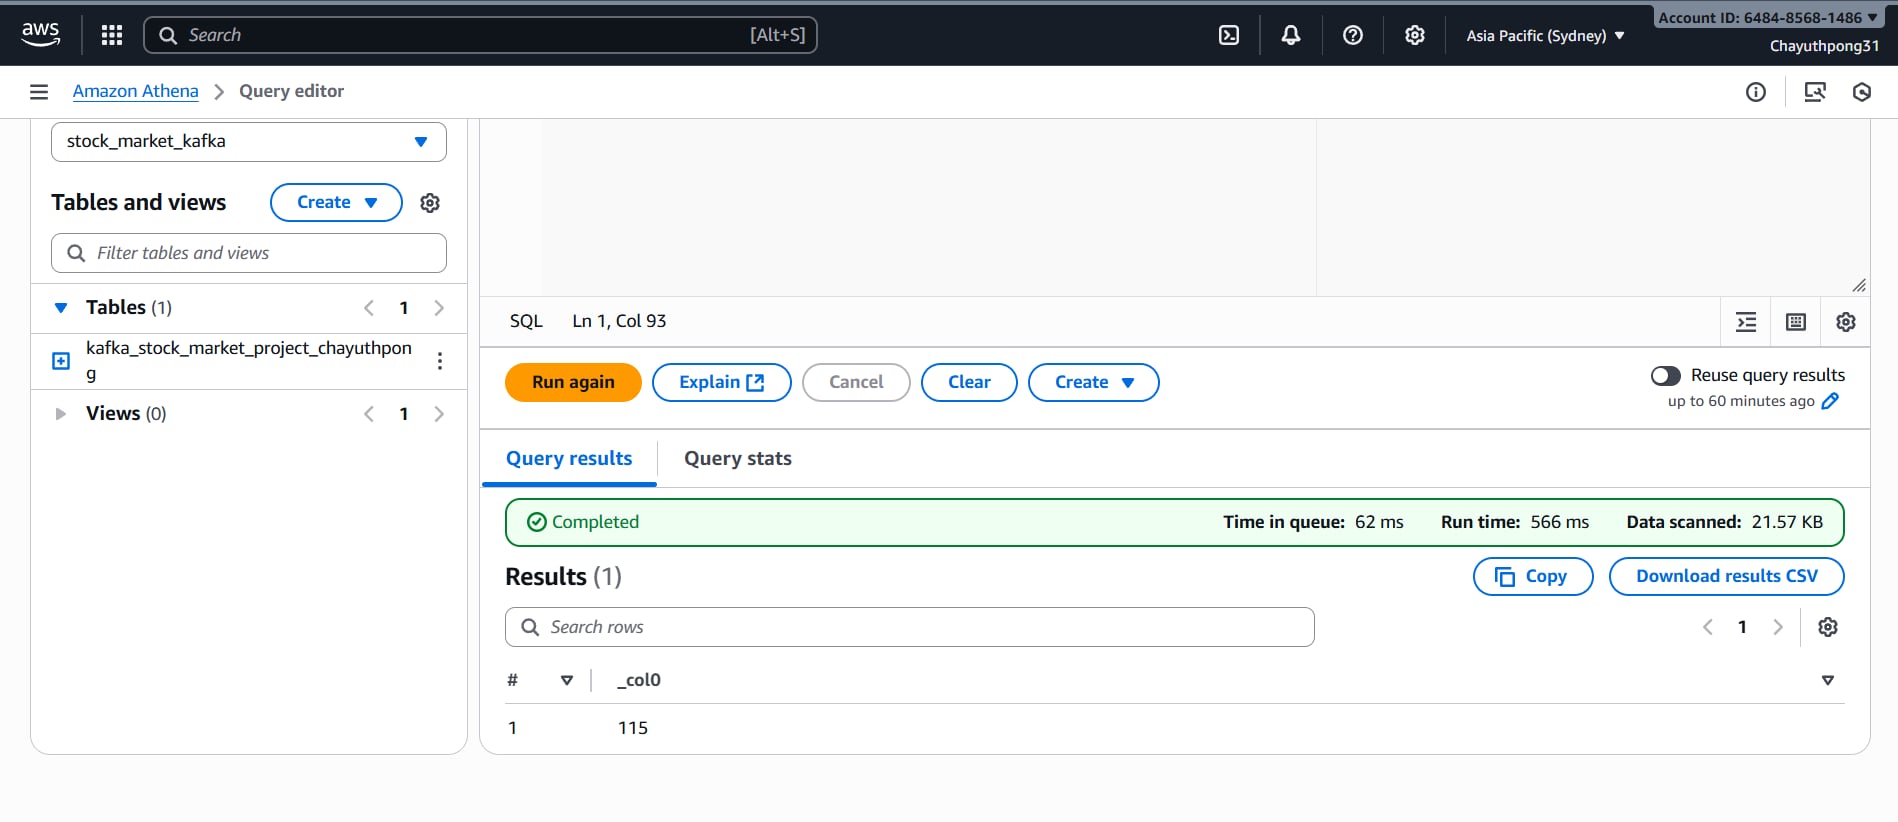 aws
Search
[Alt+S]
Asia Pacific (Sydney)
Account ID: 6484-8568-1486
Chayuthpong31
Amazon Athena
Query editor
stock_market_kafka
Tables and views
Create
Filter tables and views
Tables (1)
1
kafka_stock_market_project_chayuthpon
g
Views (0)
1
SQL Ln 1, Col 93
Run again
Explain
Cancel
Clear
Create
Reuse query results
up to 60 minutes ago
Query results
Query stats
Completed
Time in queue: 62 ms
Run time: 566 ms
Data scanned: 21.57 KB
Results (1)
Copy
Download results CSV
Search rows
1
# _col0
1 115